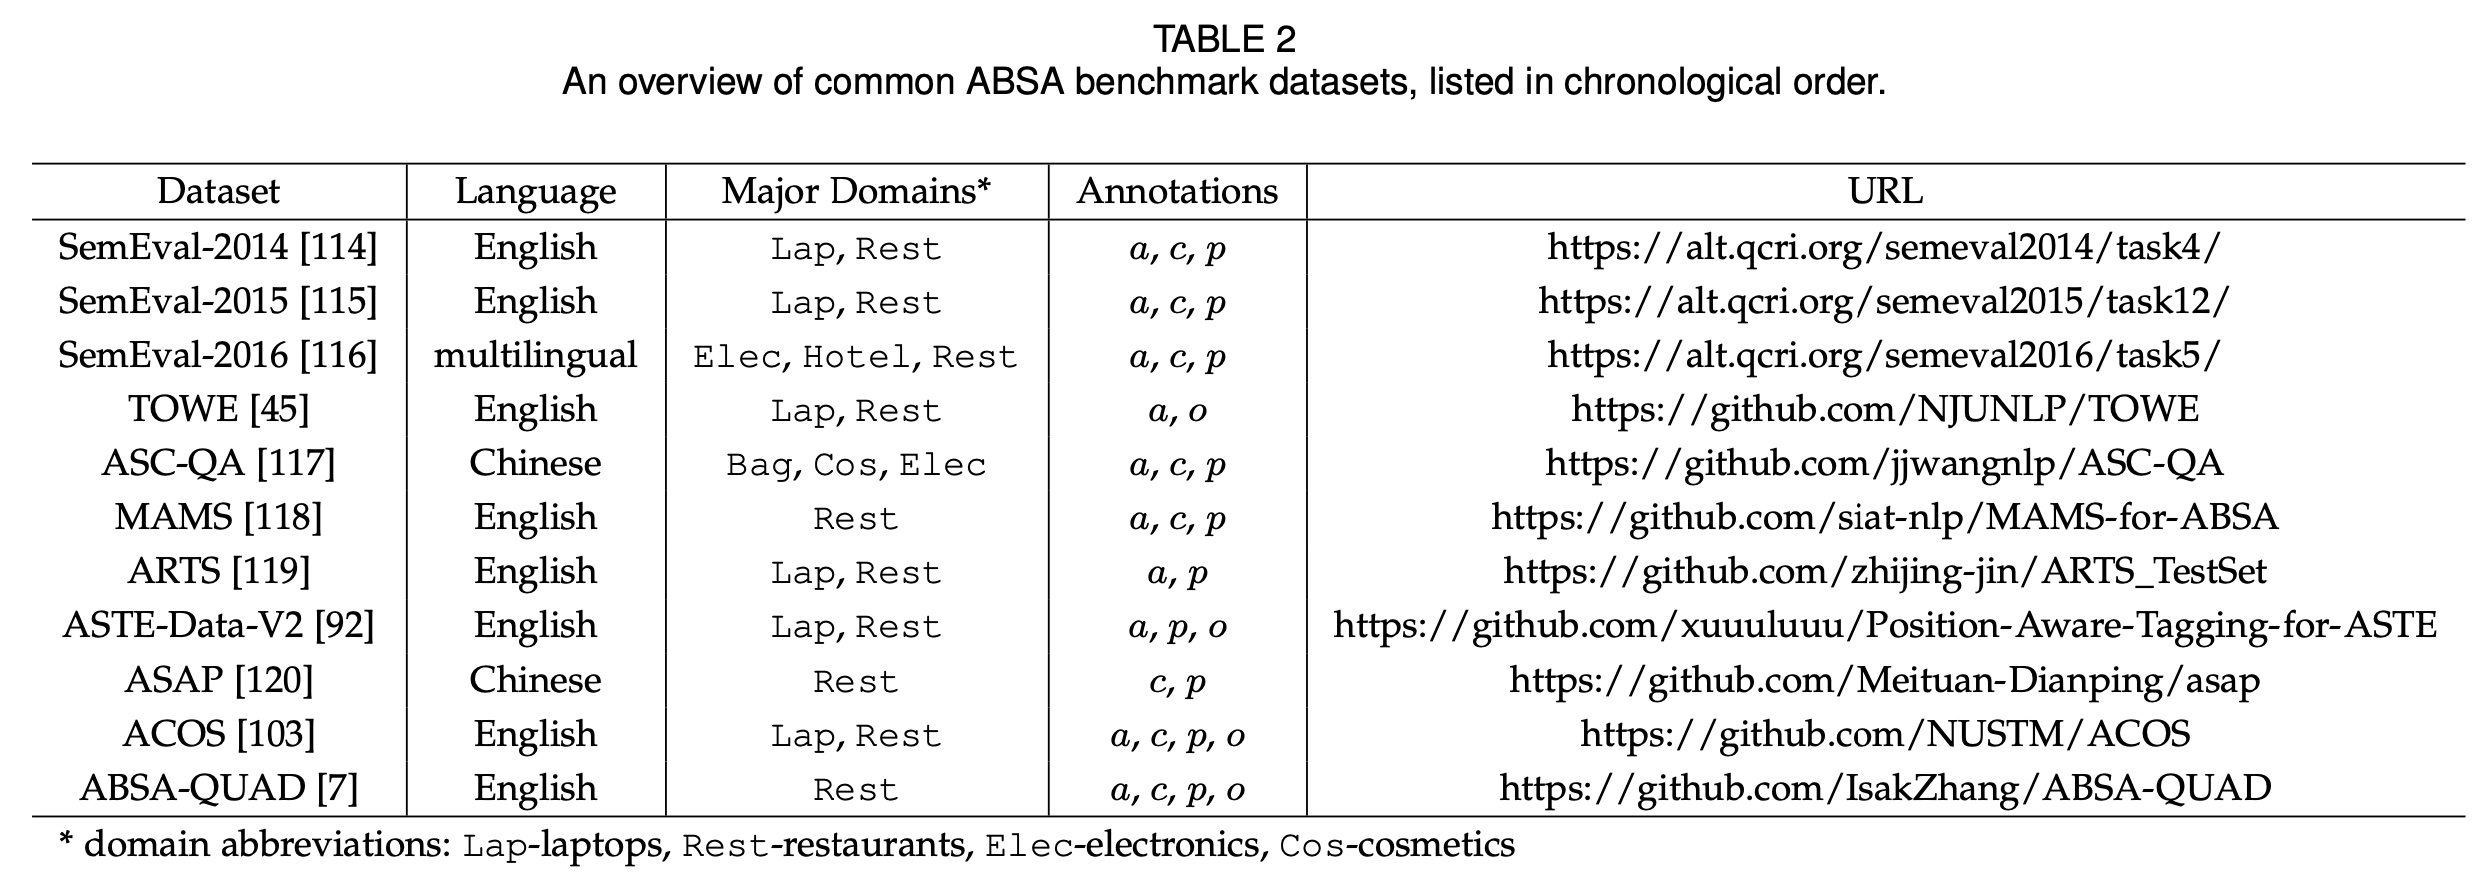 TABLE 2
An overview of common ABSA benchmark datasets, listed in chronological order.
Dataset Language Major Domains* Annotations URL
SemEval-2014 [114] English Lap, Rest a, c, p https://alt.qcri.org/semeval2014/task4/
SemEval-2015 [115] English Lap, Rest a, c, p https://alt.qcri.org/semeval2015/task12/
SemEval-2016 [116] multilingual Elec, Hotel, Rest a, c, p https://alt.qcri.org/semeval2016/task5/
TOWE [45] English Lap, Rest a, o https://github.com/NJUNLP/TOWE
ASC-QA [117] Chinese Bag, Cos, Elec a, c, p https://github.com/jjwangnlp/ASC-QA
MAMS [118] English Rest a, c, p https://github.com/siat-nlp/MAMS-for-ABSA
ARTS [119] English Lap, Rest a, p https://github.com/zhijing-jin/ARTS_TestSet
ASTE-Data-V2 [92] English Lap, Rest a, p, o https://github.com/xuuuluuu/Position-Aware-Tagging-for-ASTE
ASAP [120] Chinese Rest c, p https://github.com/Meituan-Dianping/asap
ACOS [103] English Lap, Rest a, c, p, o https://github.com/NUSTM/ACOS
ABSA-QUAD [7] English Rest a, c, p, o https://github.com/IsakZhang/ABSA-QUAD
* domain abbreviations: Lap-laptops, Rest-restaurants, Elec-electronics, Cos-cosmetics